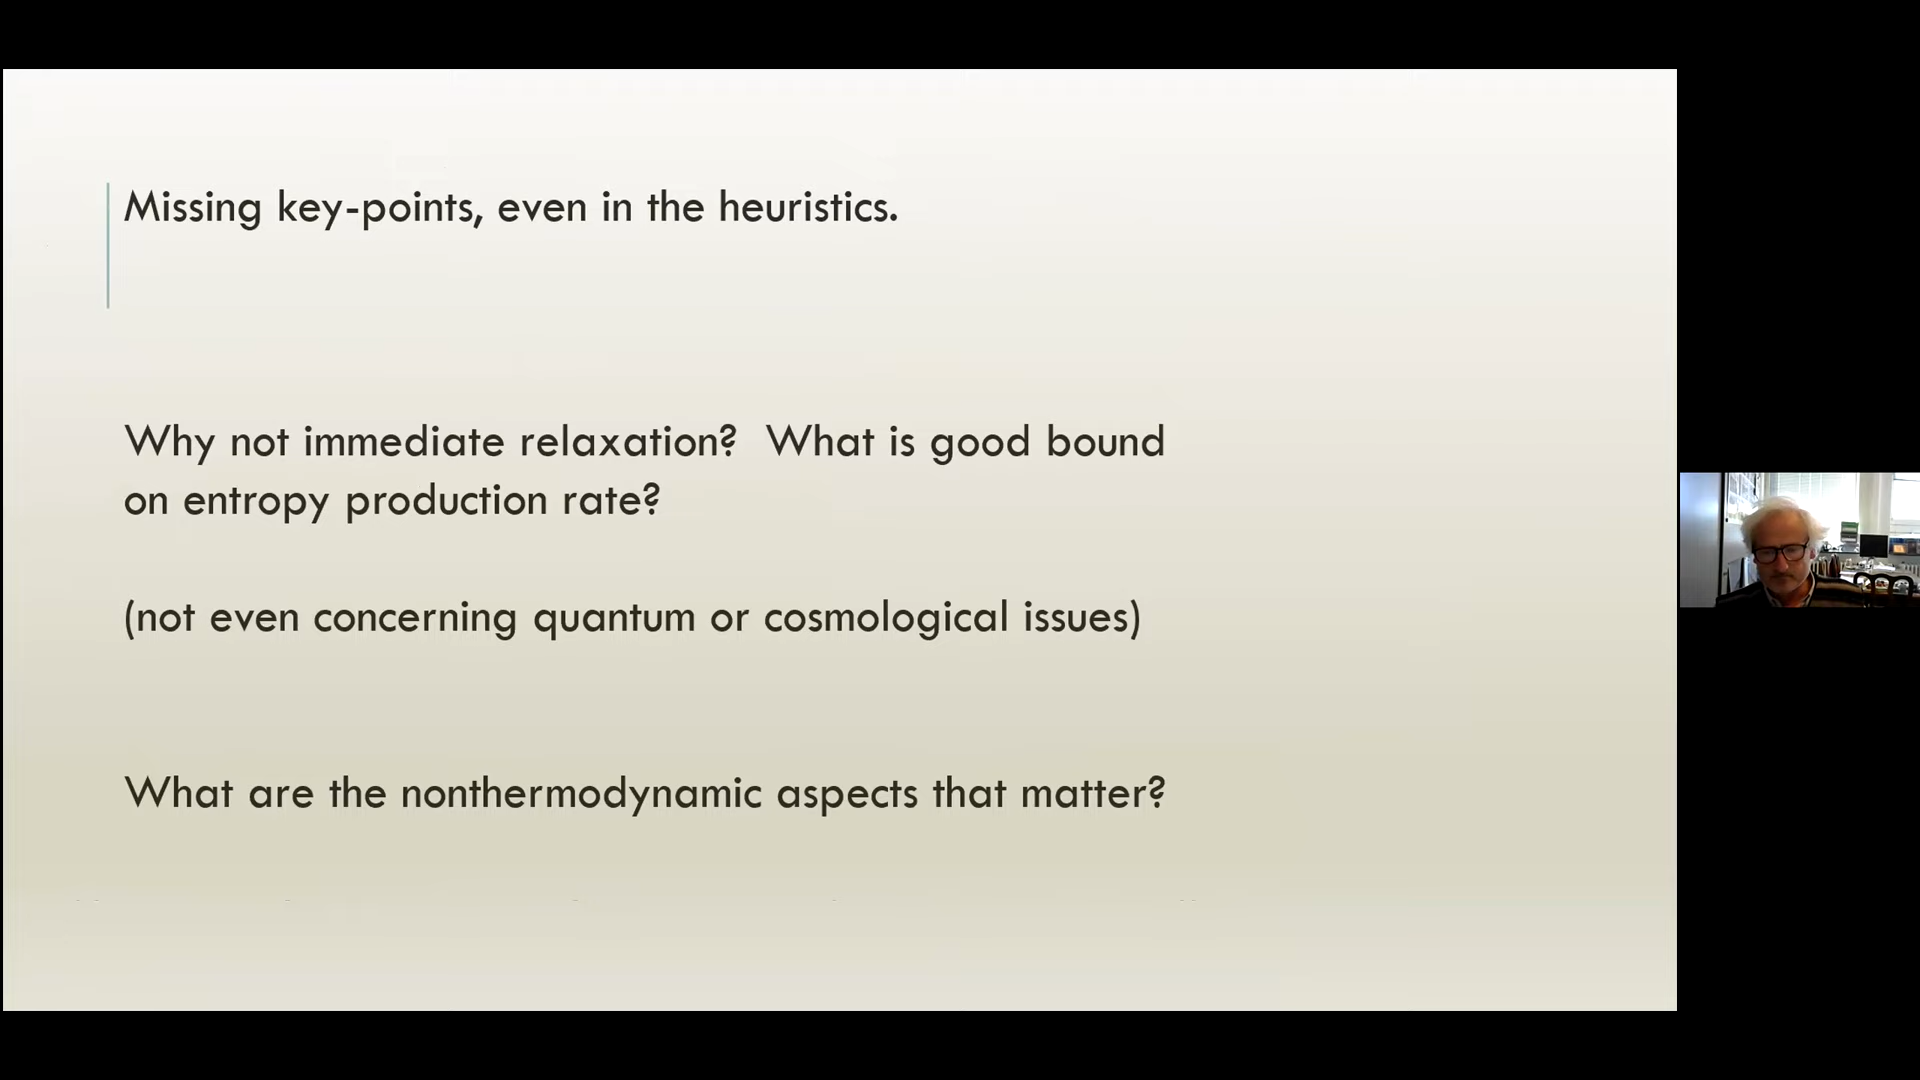 Missing key-points, even in the heuristics.
Why not immediate relaxation?  What is good bound
on entropy production rate?
(not even concerning quantum or cosmological issues)
What are the nonthermodynamic aspects that matter?